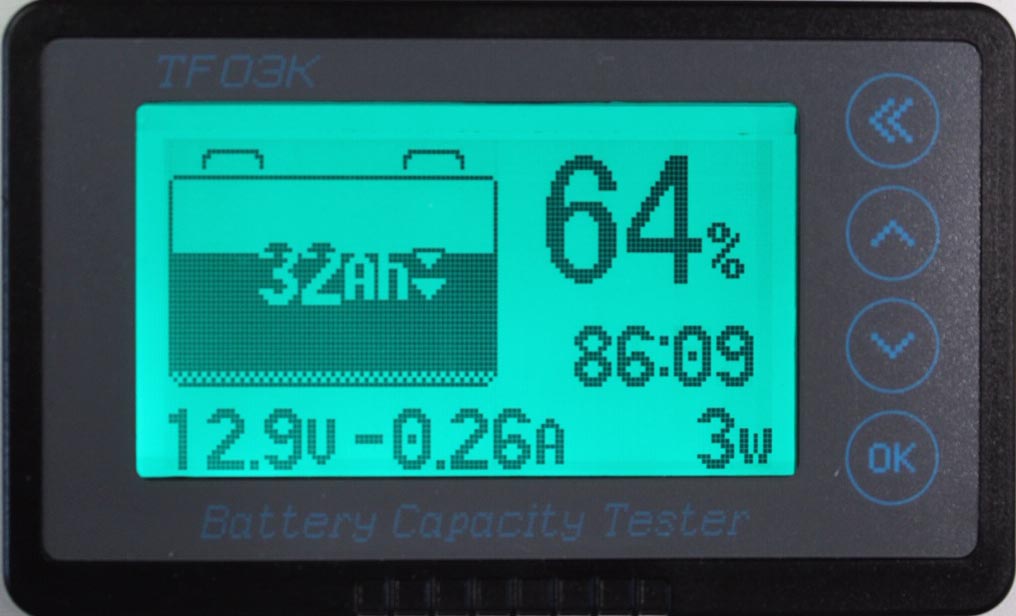 TF03K
64%
32Ah
86:09
12.9V -0.26A 3W
OK
Battery Capacity Tester